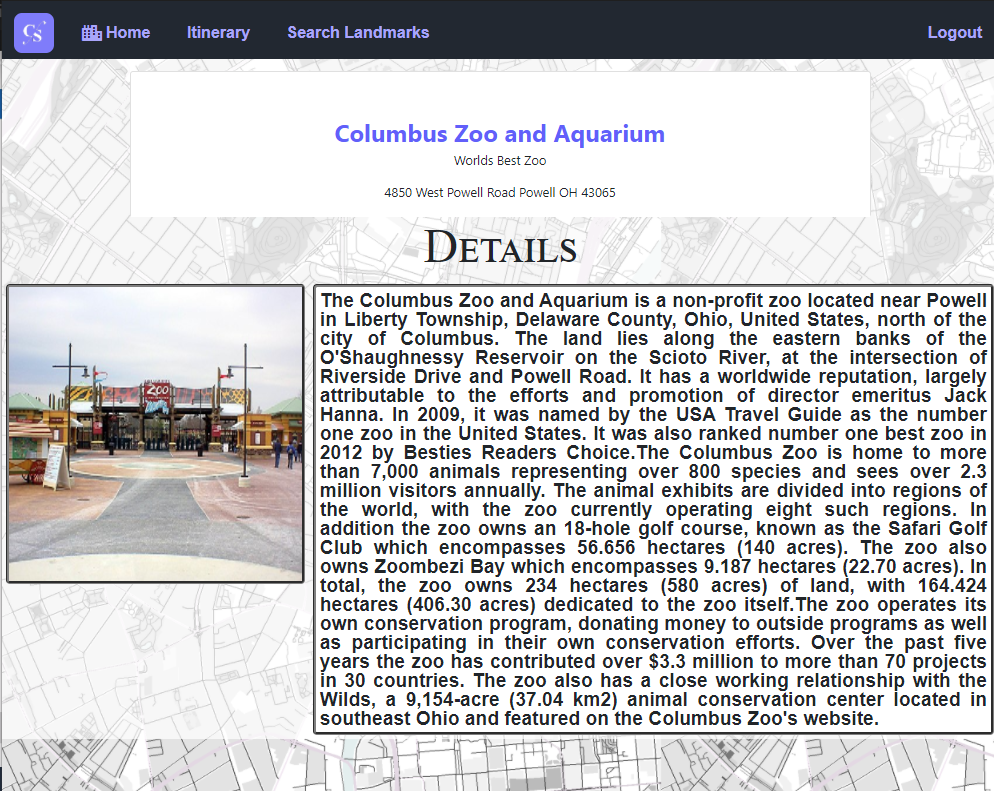 CS
Home
Itinerary
Search Landmarks
Logout
Columbus Zoo and Aquarium
Worlds Best Zoo
4850 West Powell Road Powell OH 43065
Details
ZOO
The Columbus Zoo and Aquarium is a non-profit zoo located near Powell
in Liberty Township, Delaware County, Ohio, United States, north of the
city of Columbus. The land lies along the eastern banks of the
O'Shaughnessy Reservoir on the Scioto River, at the intersection of
Riverside Drive and Powell Road. It has a worldwide reputation, largely
attributable to the efforts and promotion of director emeritus Jack
Hanna. In 2009, it was named by the USA Travel Guide as the number
one zoo in the United States. It was also ranked number one best zoo in
2012 by Besties Readers Choice.The Columbus Zoo is home to more
than 7,000 animals representing over 800 species and sees over 2.3
million visitors annually. The animal exhibits are divided into regions of
the world, with the zoo currently operating eight such regions. In
addition the zoo owns an 18-hole golf course, known as the Safari Golf
Club which encompasses 56.656 hectares (140 acres). The zoo also
owns Zoombezi Bay which encompasses 9.187 hectares (22.70 acres). In
total, the zoo owns 234 hectares (580 acres) of land, with 164.424
hectares (406.30 acres) dedicated to the zoo itself.The zoo operates its
own conservation program, donating money to outside programs as well
as participating in their own conservation efforts. Over the past five
years the zoo has contributed over $3.3 million to more than 70 projects
in 30 countries. The zoo also has a close working relationship with the
Wilds, a 9,154-acre (37.04 km2) animal conservation center located in
southeast Ohio and featured on the Columbus Zoo's website.